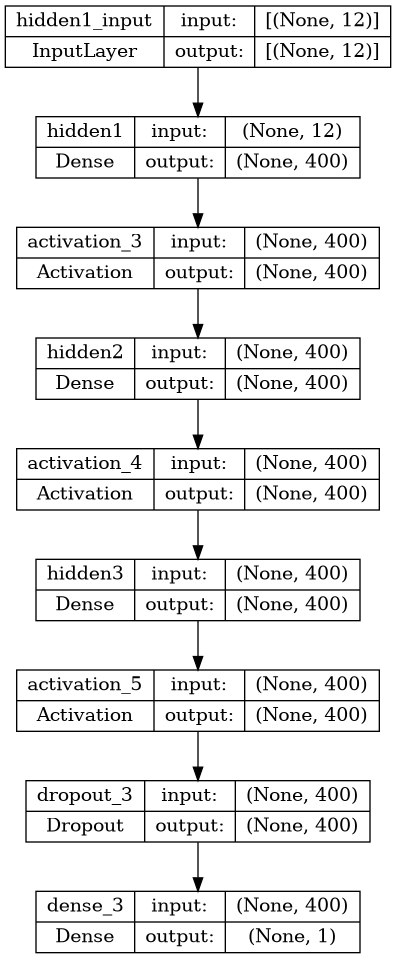 hidden1_input input: [(None, 12)]
InputLayer output: [(None, 12)]
hidden1 input: (None, 12)
Dense output: (None, 400)
activation_3 input: (None, 400)
Activation output: (None, 400)
hidden2 input: (None, 400)
Dense output: (None, 400)
activation_4 input: (None, 400)
Activation output: (None, 400)
hidden3 input: (None, 400)
Dense output: (None, 400)
activation_5 input: (None, 400)
Activation output: (None, 400)
dropout_3 input: (None, 400)
Dropout output: (None, 400)
dense_3 input: (None, 400)
Dense output: (None, 1)